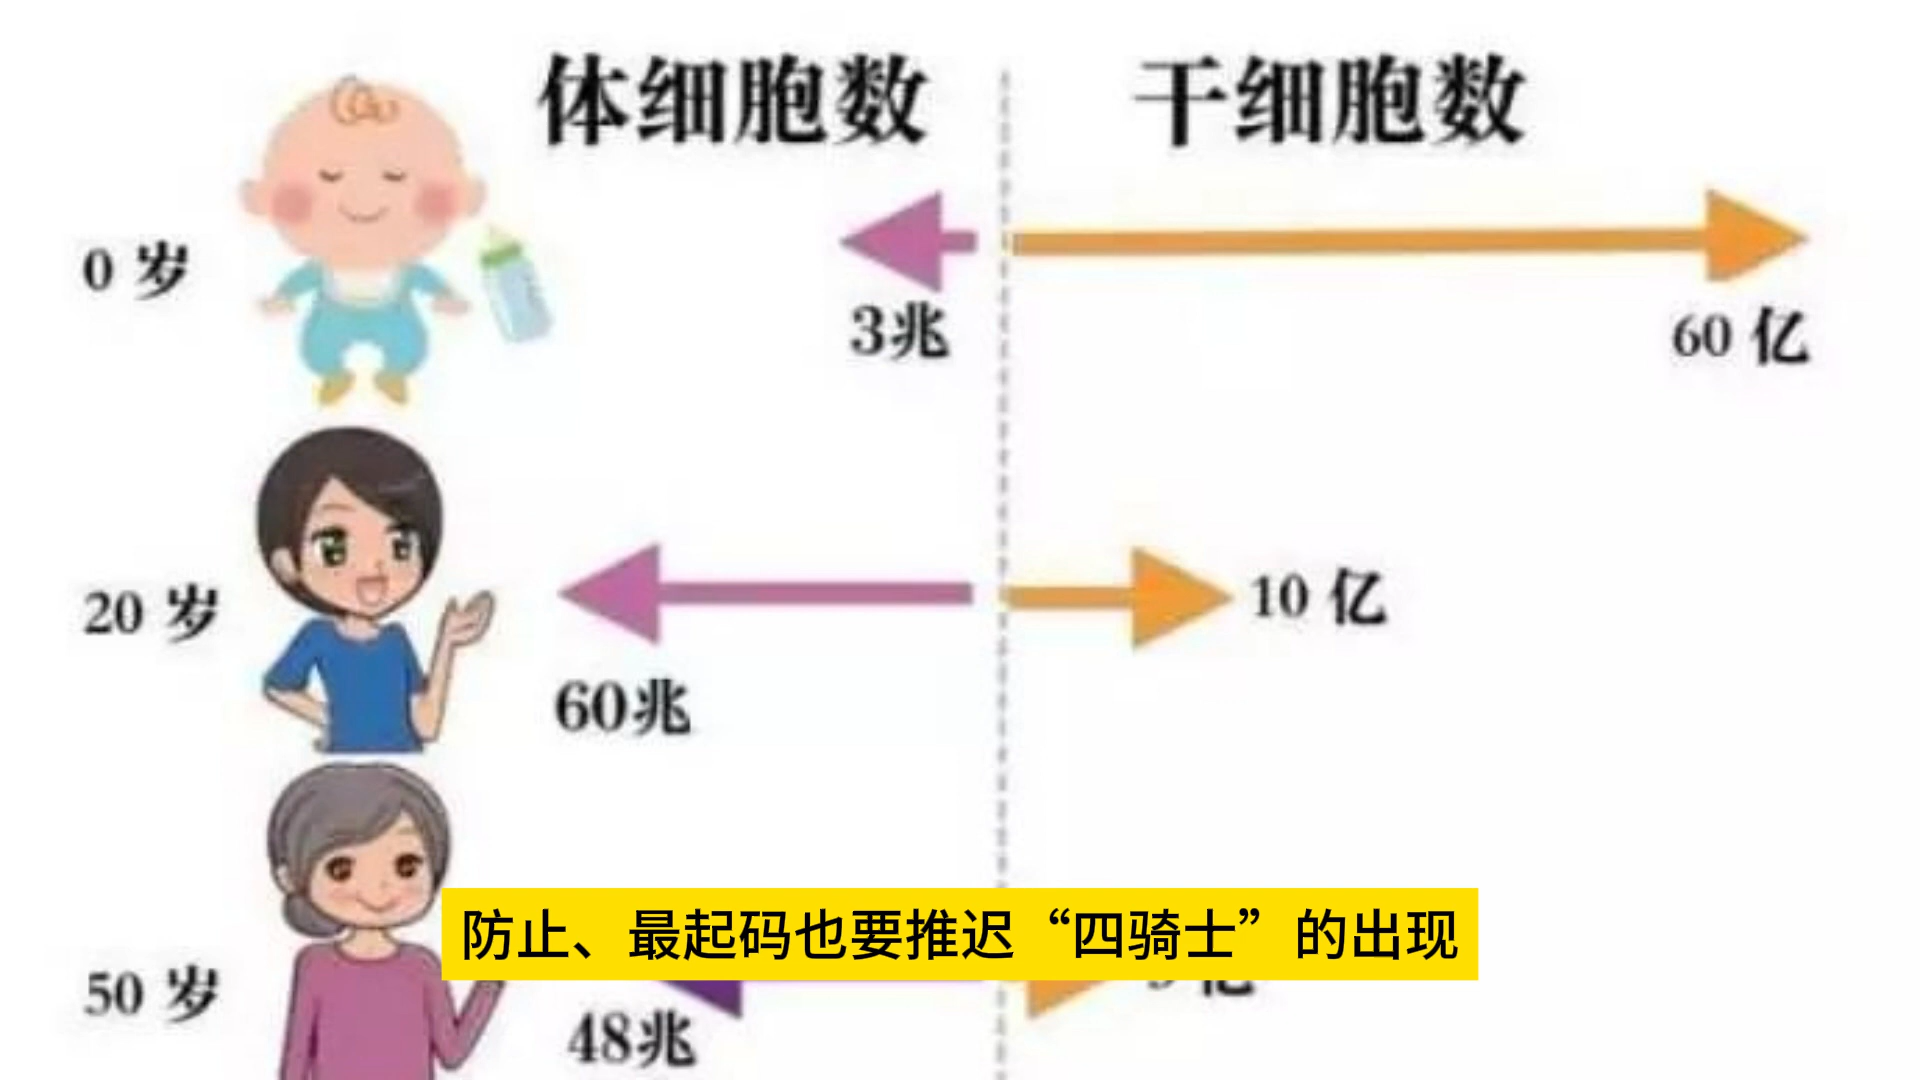 体细胞数 干细胞数
0 岁
3兆
60 亿
20 岁
60兆
10 亿
防止、最起码也要推迟“四骑士”的出现
50 岁
48兆
亿